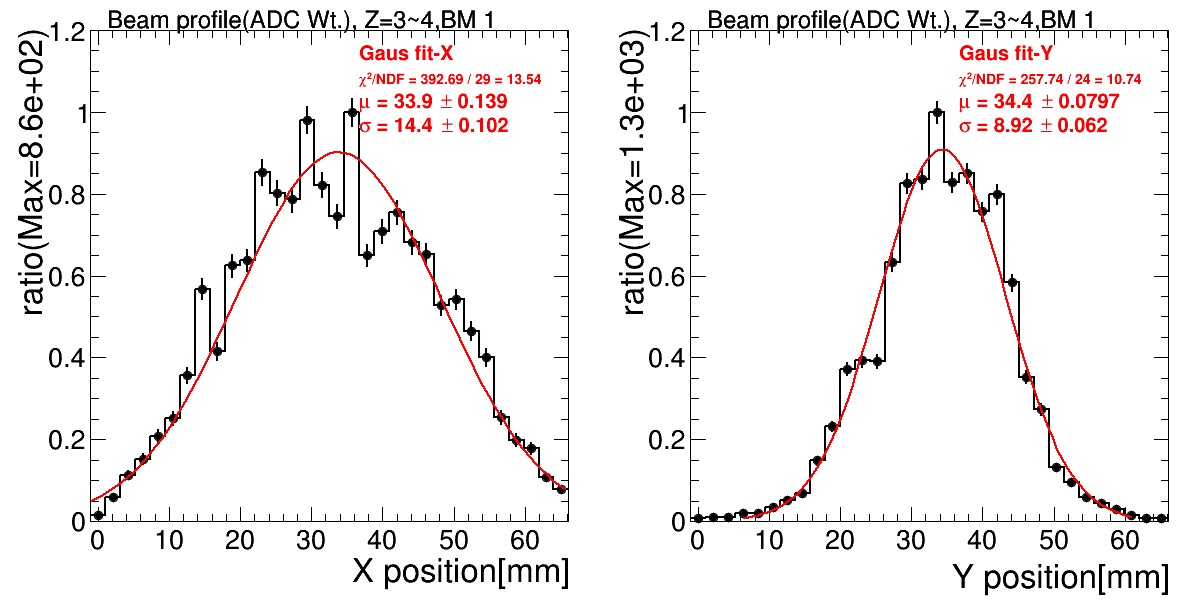 Beam profile(ADC Wt.), Z=3~4,BM 1
ratio(Max=8.6e+02)
1.2
1
0.8
0.6
0.4
0.2
0
Gaus fit-X
χ²/NDF = 392.69 / 29 = 13.54
μ = 33.9 ± 0.139
σ = 14.4 ± 0.102
0 10 20 30 40 50 60
X position[mm]
Beam profile(ADC Wt.), Z=3~4,BM 1
ratio(Max=1.3e+03)
1.2
1
0.8
0.6
0.4
0.2
0
Gaus fit-Y
χ²/NDF = 257.74 / 24 = 10.74
μ = 34.4 ± 0.0797
σ = 8.92 ± 0.062
0 10 20 30 40 50 60
Y position[mm]